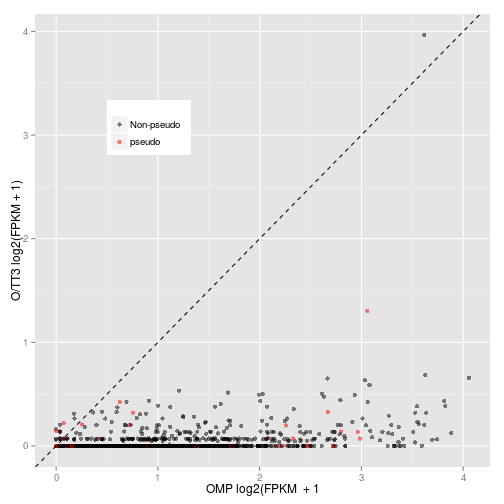 4
3
2
1
0
O/TT3 log2(FPKM + 1)
Non-pseudo
pseudo
0 1 2 3 4
OMP log2(FPKM + 1